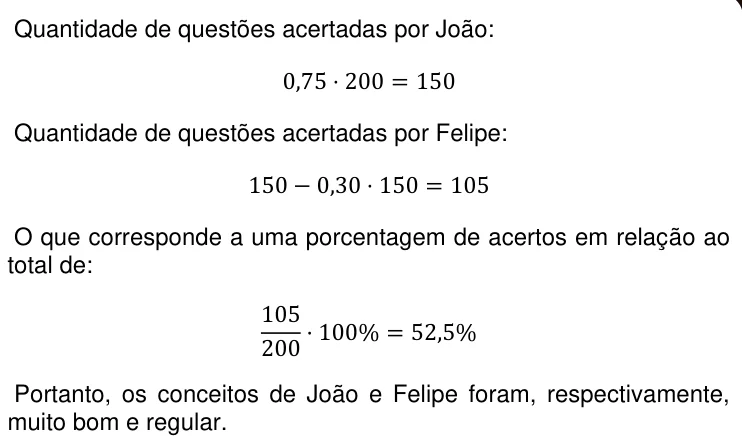 Quantidade de questões acertadas por João:
0,75 · 200 = 150
Quantidade de questões acertadas por Felipe:
150 − 0,30 · 150 = 105
O que corresponde a uma porcentagem de acertos em relação ao
total de:
105/200 · 100% = 52,5%
Portanto, os conceitos de João e Felipe foram, respectivamente,
muito bom e regular.